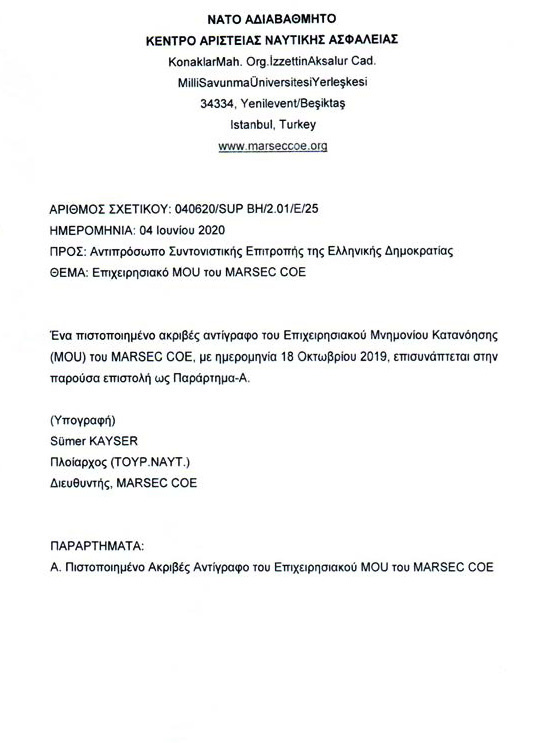 ΝΑΤΟ ΑΔΙΑΒΑΘΜΗΤΟ
ΚΕΝΤΡΟ ΑΡΙΣΤΕΙΑΣ ΝΑΥΤΙΚΗΣ ΑΣΦΑΛΕΙΑΣ
KonaklarMah. Org.İzzettinAksalur Cad.
MilliSavunmaÜniversitesiYerleşkesi
34334, Yenilevent/Beşiktaş
Istanbul, Turkey
www.marseccoe.org
ΑΡΙΘΜΟΣ ΣΧΕΤΙΚΟΥ: 040620/SUP BH/2.01/E/25
ΗΜΕΡΟΜΗΝΙΑ: 04 Ιουνίου 2020
ΠΡΟΣ: Αντιπρόσωπο Συντονιστικής Επιτροπής της Ελληνικής Δημοκρατίας
ΘΕΜΑ: Επιχειρησιακό MOU του MARSEC COE
Ένα πιστοποιημένο ακριβές αντίγραφο του Επιχειρησιακού Μνημονίου Κατανόησης
(MOU) του MARSEC COE, με ημερομηνία 18 Οκτωβρίου 2019, επισυνάπτεται στην
παρούσα επιστολή ως Παράρτημα-Α.
(Υπογραφή)
Sümer KAYSER
Πλοίαρχος (ΤΟΥΡ.ΝΑΥΤ.)
Διευθυντής, MARSEC COE
ΠΑΡΑΡΤΗΜΑΤΑ:
Α. Πιστοποιημένο Ακριβές Αντίγραφο του Επιχειρησιακού MOU του MARSEC COE